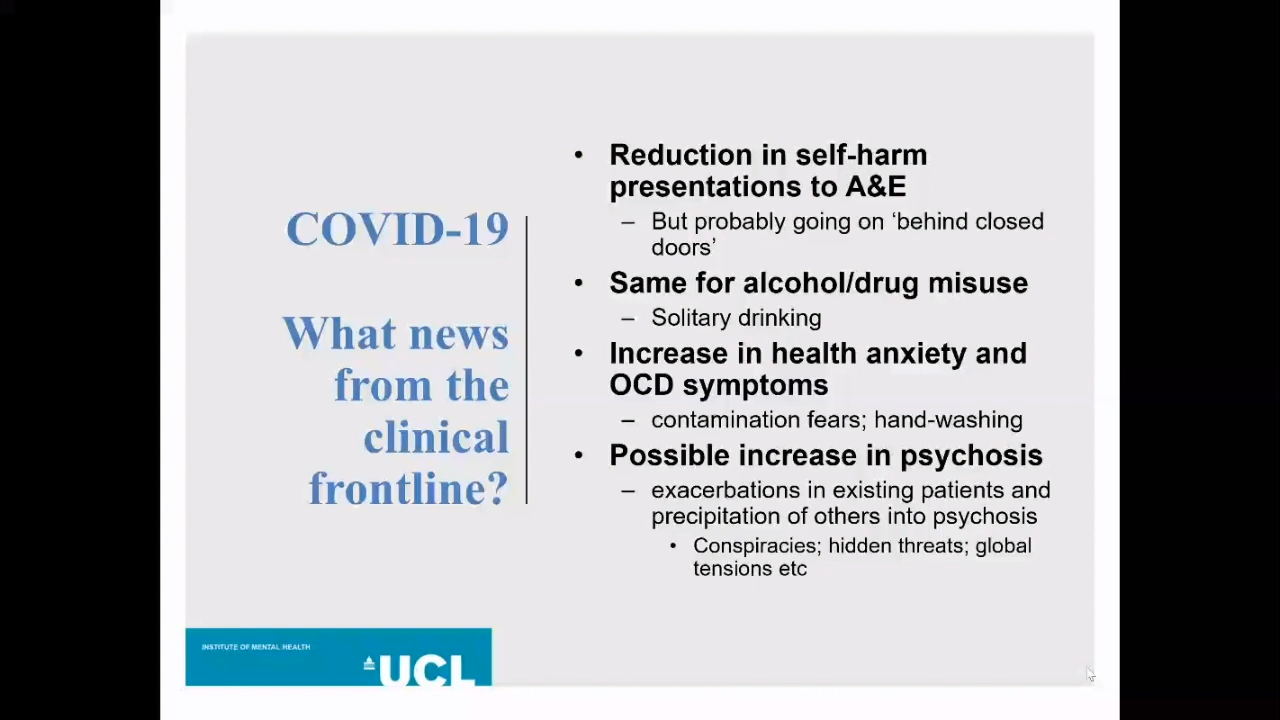 COVID-19
What news
from the
clinical
frontline?
• Reduction in self-harm
presentations to A&E
– But probably going on ‘behind closed
doors’
• Same for alcohol/drug misuse
– Solitary drinking
• Increase in health anxiety and
OCD symptoms
– contamination fears; hand-washing
• Possible increase in psychosis
– exacerbations in existing patients and
precipitation of others into psychosis
• Conspiracies; hidden threats; global
tensions etc
INSTITUTE OF MENTAL HEALTH
UCL